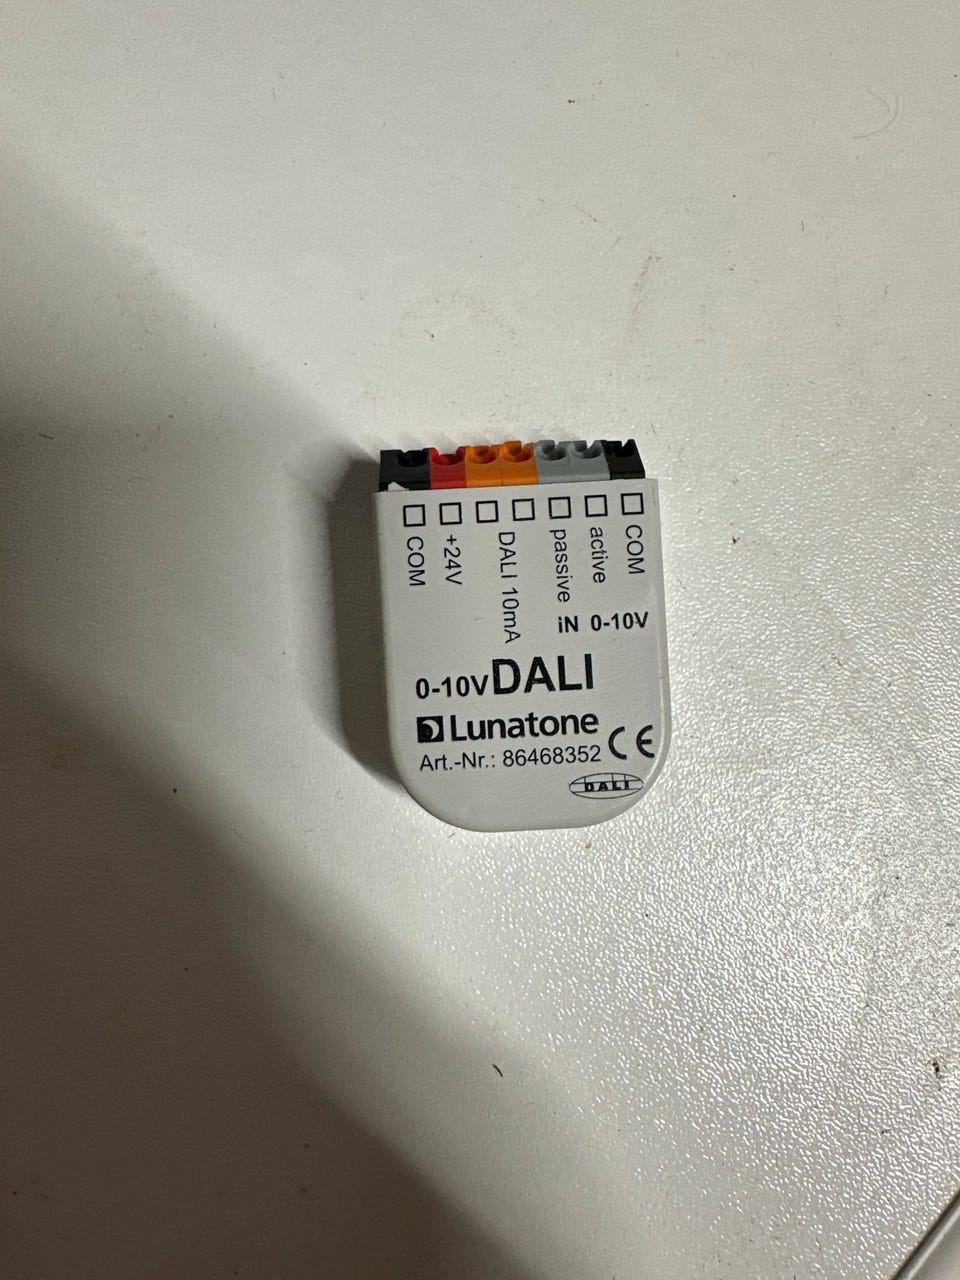 COM
+24V
DALI 10mA
passive
active
COM
iN 0-10V
0-10V DALI
Lunatone
Art.-Nr.: 86468352 CE
DALI